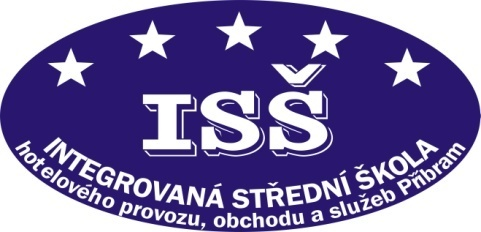 ISŠ
INTEGROVANÁ STŘEDNÍ ŠKOLA
hotelového provozu, obchodu a služeb Příbram